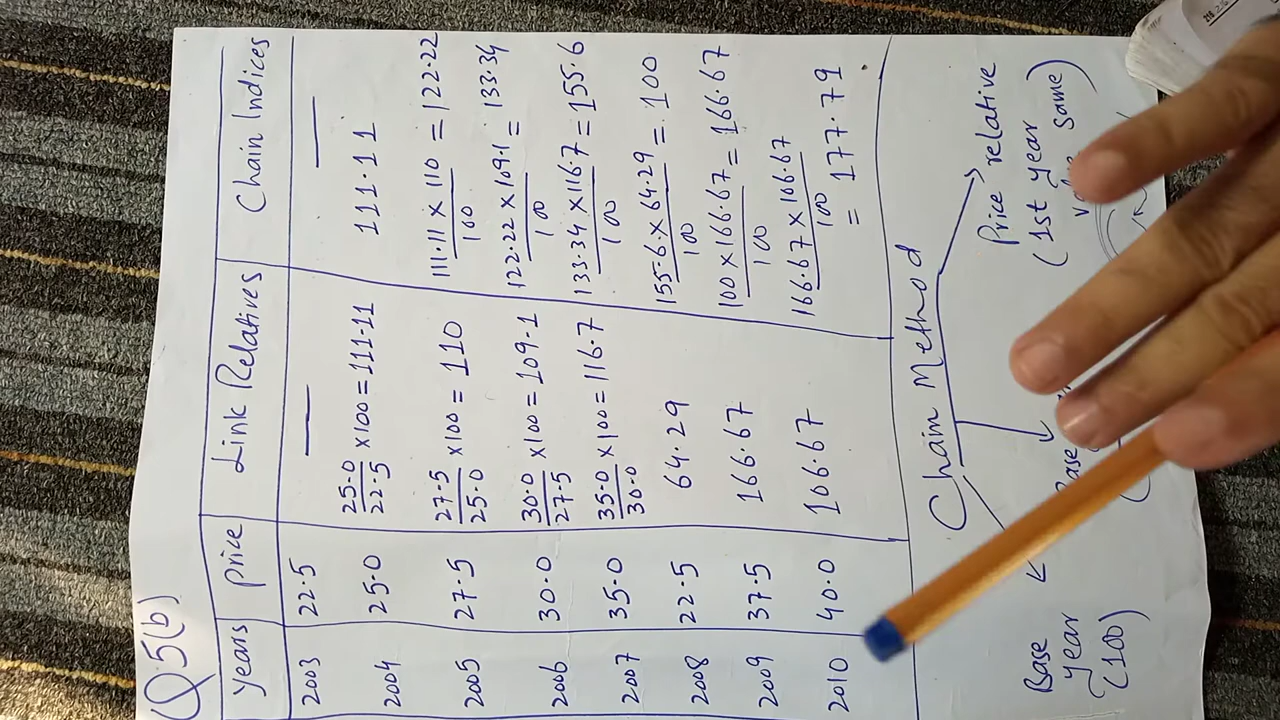 Q5(b)
years price Link Relatives Chain Indices
2003 22.5 — —
2004 25.0 25.0/22.5 x100 = 111.11 111.11
2005 27.5 27.5/25.0 x100 = 110 111.11 x 110/100 = 122.22
2006 30.0 30.0/27.5 x100 = 109.1 122.22 x 109.1/100 = 133.34
2007 35.0 35.0/30.0 x100 = 116.7 133.34 x 116.7/100 = 155.6
2008 22.5 64.29 155.6 x 64.29/100 = 100
2009 37.5 166.67 100 x 166.67/100 = 166.67
2010 40.0 106.67 166.67 x 106.67/100
= 177.79
Chain Method
Base Base Price relative
year (1st year
(100) same)